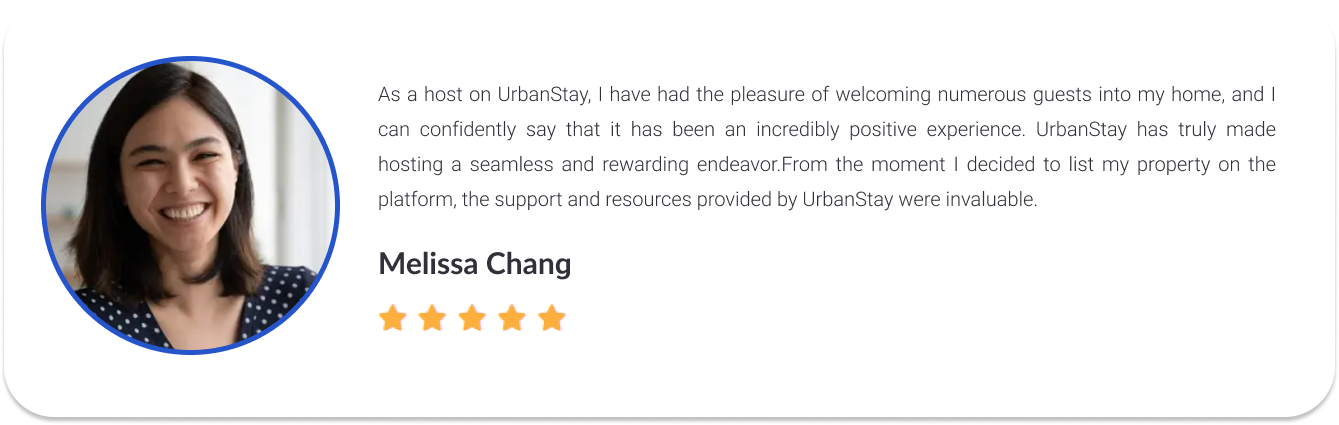 As a host on UrbanStay, I have had the pleasure of welcoming numerous guests into my home, and I
can confidently say that it has been an incredibly positive experience. UrbanStay has truly made
hosting a seamless and rewarding endeavor.From the moment I decided to list my property on the
platform, the support and resources provided by UrbanStay were invaluable.
Melissa Chang